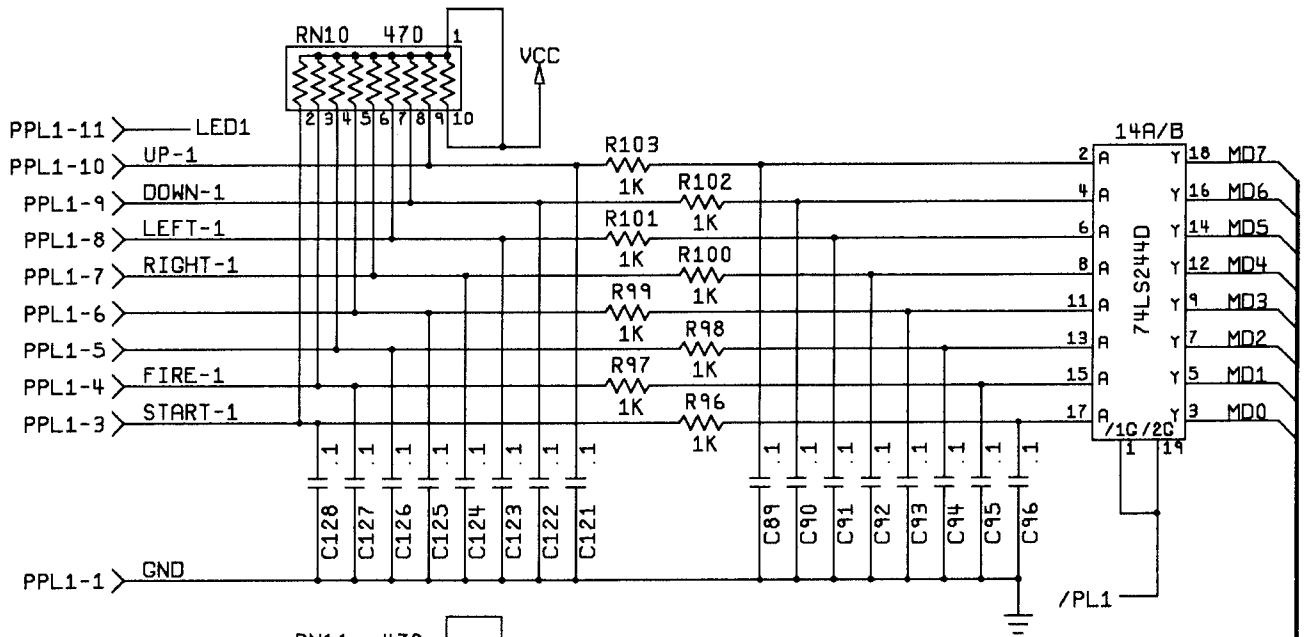 RN10 470 1
VCC
2 3 4 5 6 7 8 9 10
PPL1-11 LED1
14A/B
PPL1-10 UP-1 R103 1K 2 A Y 18 MD7
PPL1-9 DOWN-1 R102 1K 4 A Y 16 MD6
PPL1-8 LEFT-1 R101 1K 6 A Y 14 MD5
PPL1-7 RIGHT-1 R100 1K 8 A Y 12 MD4
PPL1-6 R99 1K 11 A Y 9 MD3
PPL1-5 R98 1K 13 A Y 7 MD2
PPL1-4 FIRE-1 R97 1K 15 A Y 5 MD1
PPL1-3 START-1 R96 1K 17 A Y 3 MD0
74LS244D
/1G /2G
1 19
.1 .1 .1 .1 .1 .1 .1 .1 .1 .1 .1 .1 .1 .1 .1 .1
C128 C127 C126 C125 C124 C123 C122 C121 C89 C90 C91 C92 C93 C94 C95 C96
PPL1-1 GND
/PL1
RN11 470